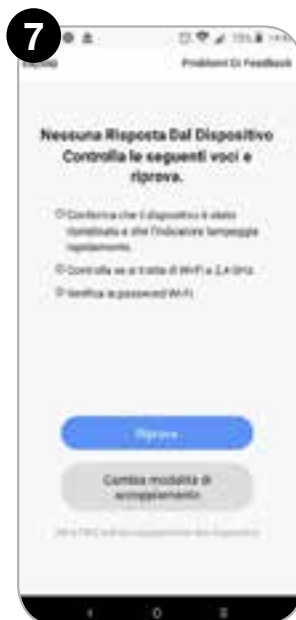 7
Problemi Di Feedback
Nessuna Risposta Dal Dispositivo
Controlla le seguenti voci e
riprova.
Conferma che il dispositivo è stato
ripristinato e che l'indicatore lampeggia
rapidamente.
Controlla se si tratta di Wi-Fi a 2,4 GHz
Verifica la password Wi-Fi
Riprova
Cambia modalità di
accoppiamento